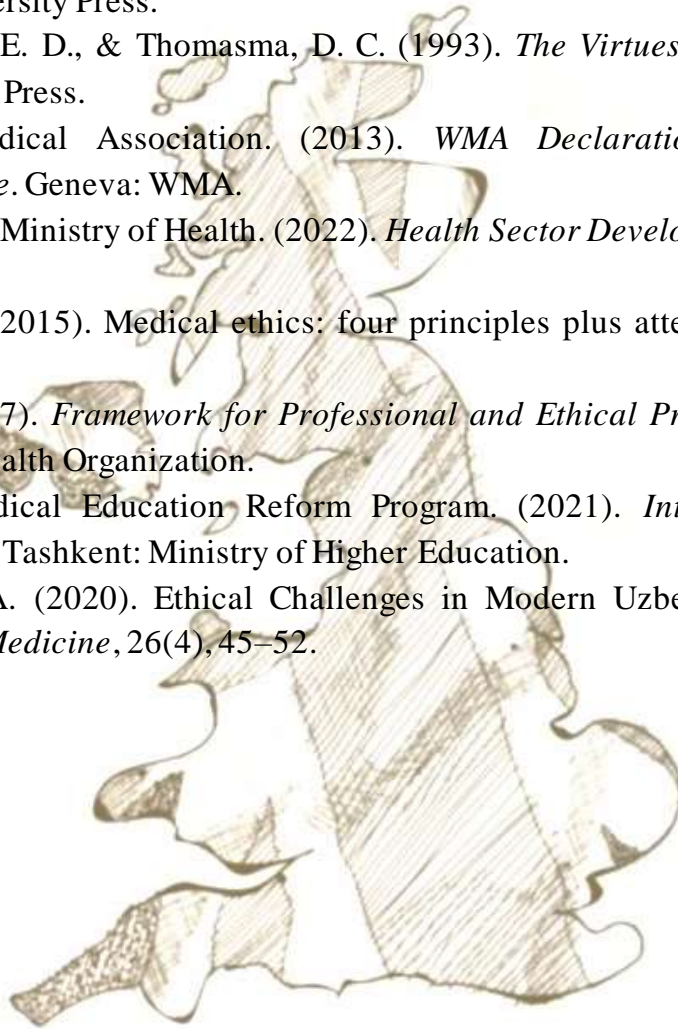 ersity Press.
E. D., & Thomasma, D. C. (1993). The Virtues
Press.
dical Association. (2013). WMA Declaratio
e. Geneva: WMA.
Ministry of Health. (2022). Health Sector Develo
2015). Medical ethics: four principles plus atte
7). Framework for Professional and Ethical Pr
alth Organization.
dical Education Reform Program. (2021). Int
Tashkent: Ministry of Higher Education.
A. (2020). Ethical Challenges in Modern Uzbe
Medicine, 26(4), 45–52.